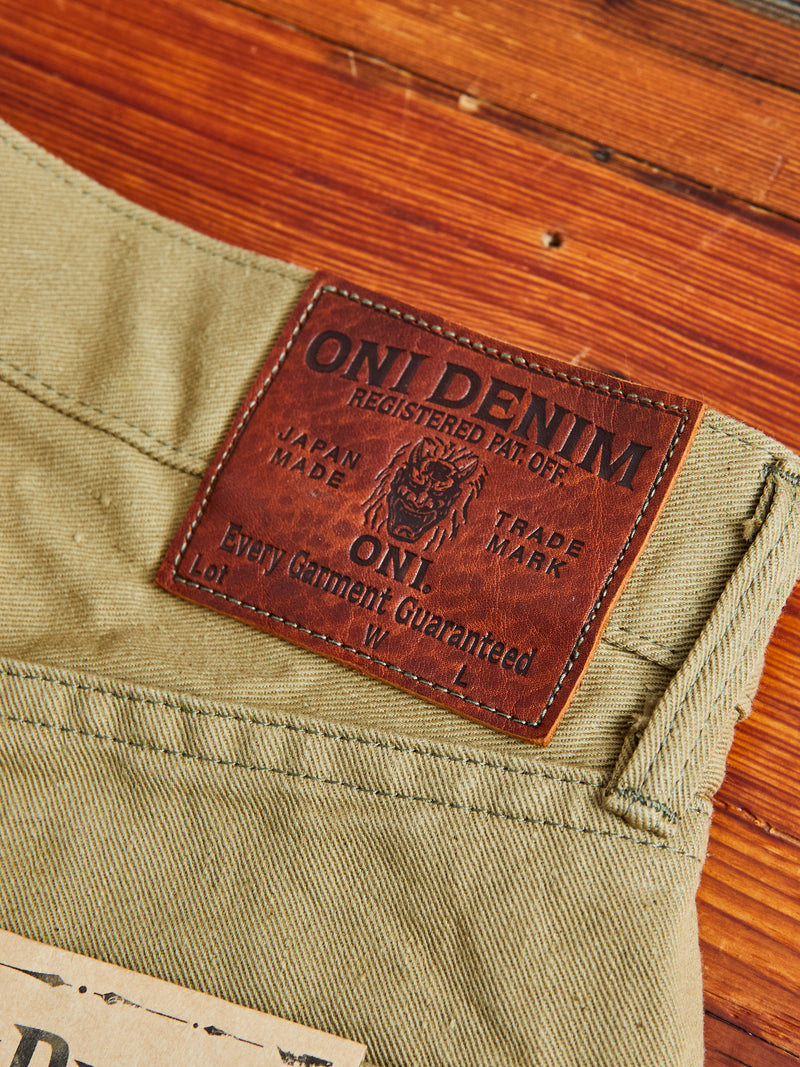 ONI DENIM
REGISTERED PAT. OFF.
JAPAN
MADE
TRADE
MARK
ONI.
Every Garment Guaranteed
Lot
W
L